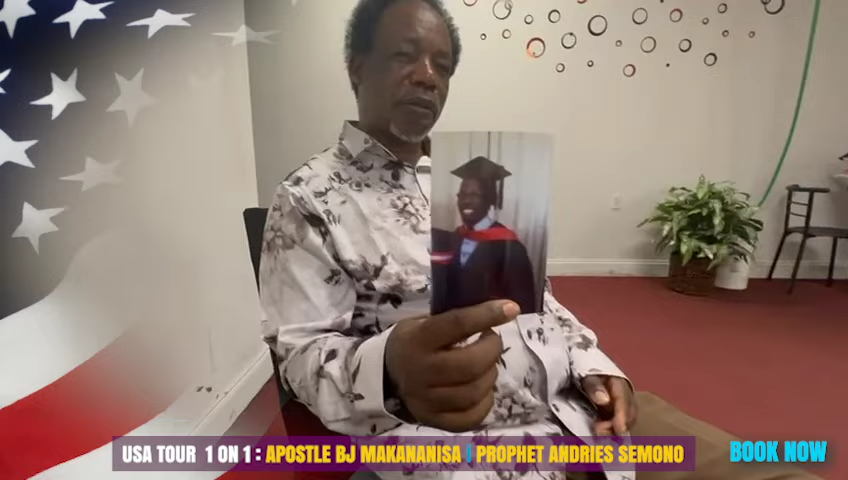 USA TOUR 1 ON 1 : APOSTLE BJ MAKANANISA | PROPHET ANDRIES SEMONO
BOOK NOW